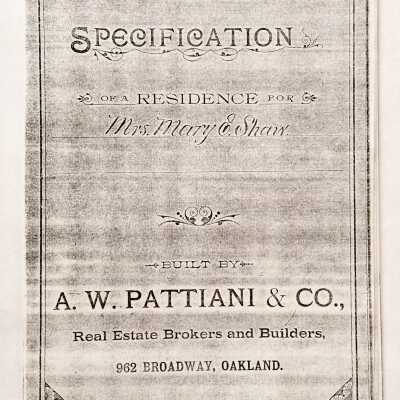 SPECIFICATION
OF A RESIDENCE FOR
Mrs. Mary E. Shaw.
BUILT BY
A. W. PATTIANI & CO.,
Real Estate Brokers and Builders,
962 BROADWAY, OAKLAND.